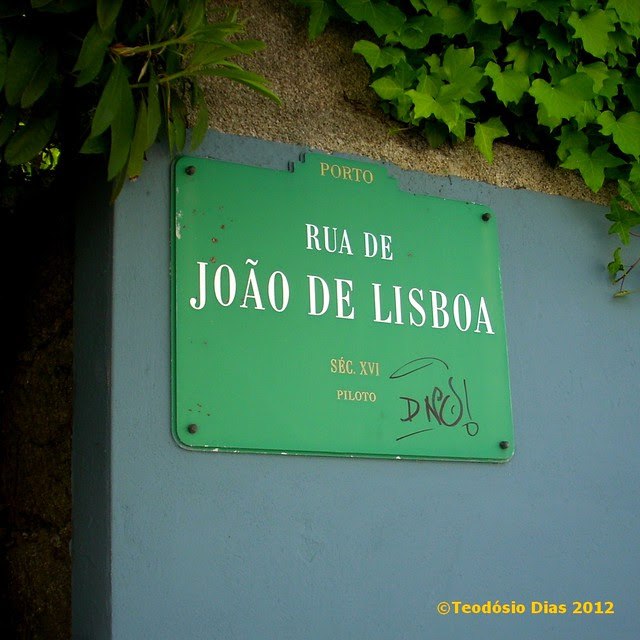 PORTO
RUA DE
JOÃO DE LISBOA
SÉC. XVI
PILOTO
©Teodósio Dias 2012